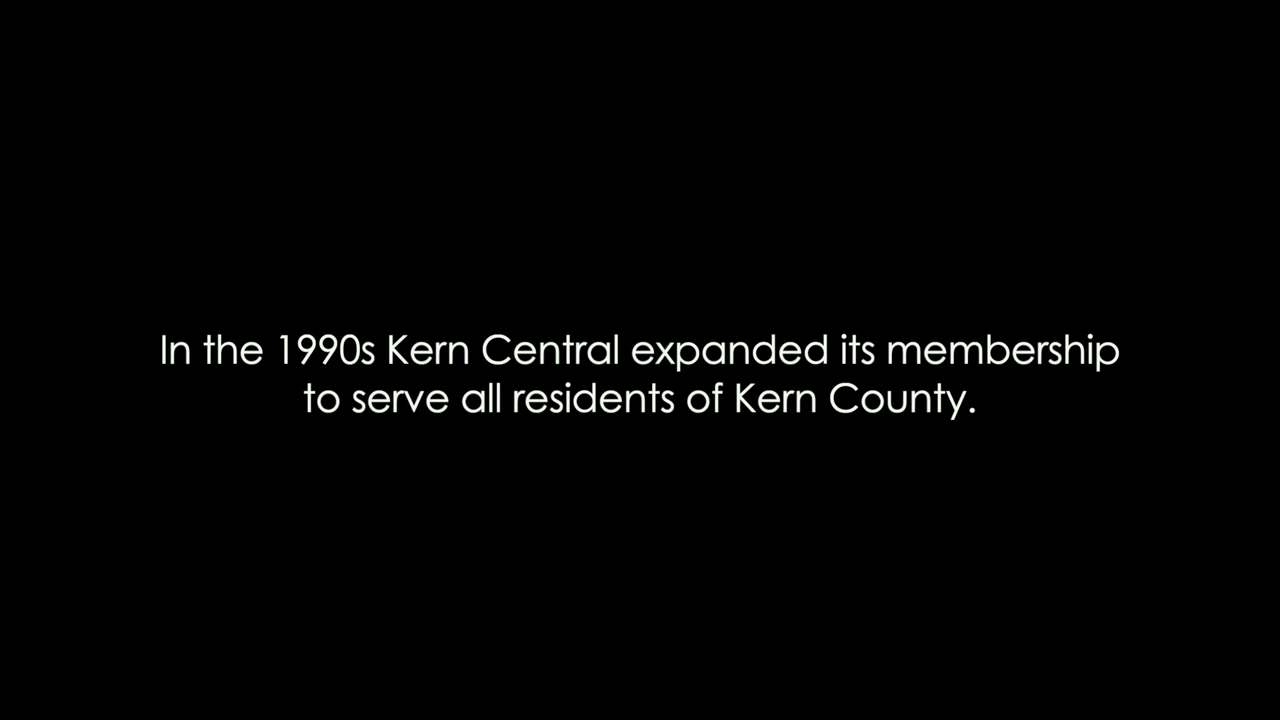 In the 1990s Kern Central expanded its membership
to serve all residents of Kern County.